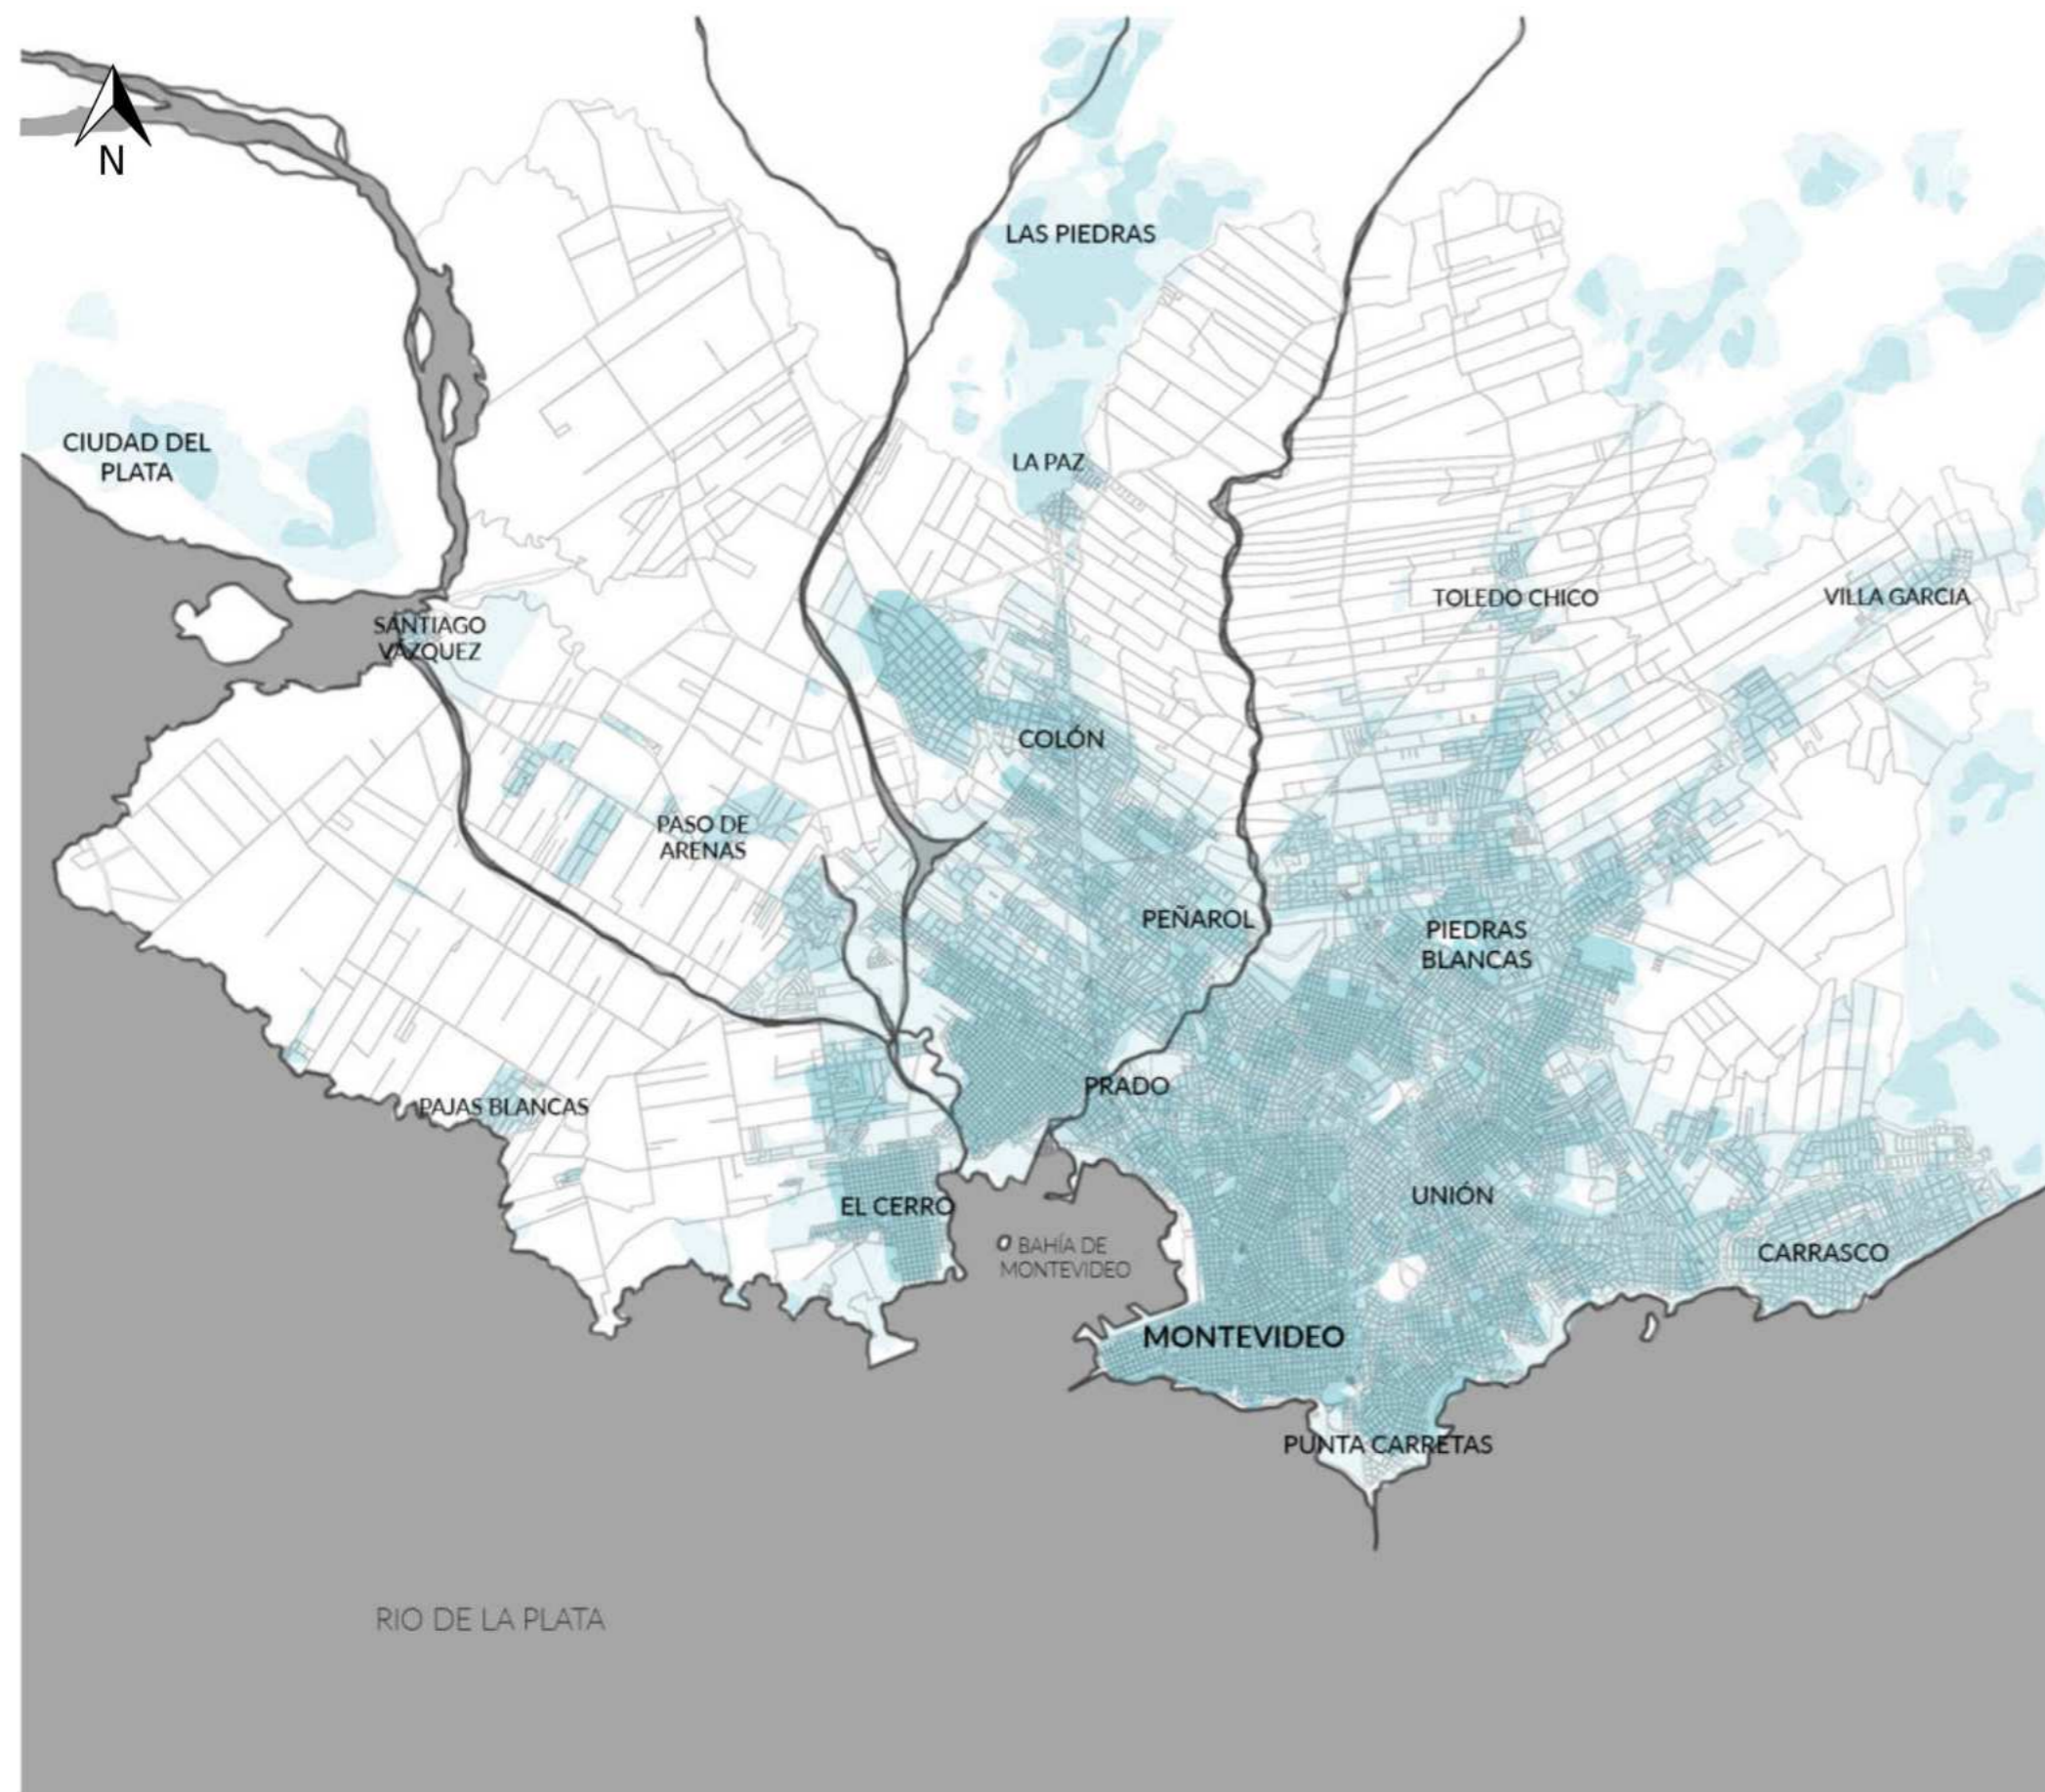 N
LAS PIEDRAS
CIUDAD DEL
PLATA
LA PAZ
TOLEDO CHICO
VILLA GARCIA
SANTIAGO
VÁZQUEZ
COLÓN
PASO DE
ARENAS
PEÑAROL
PIEDRAS
BLANCAS
PRADO
PAJAS BLANCAS
UNIÓN
EL CERRO
BAHÍA DE
MONTEVIDEO
CARRASCO
MONTEVIDEO
PUNTA CARRETAS
RIO DE LA PLATA